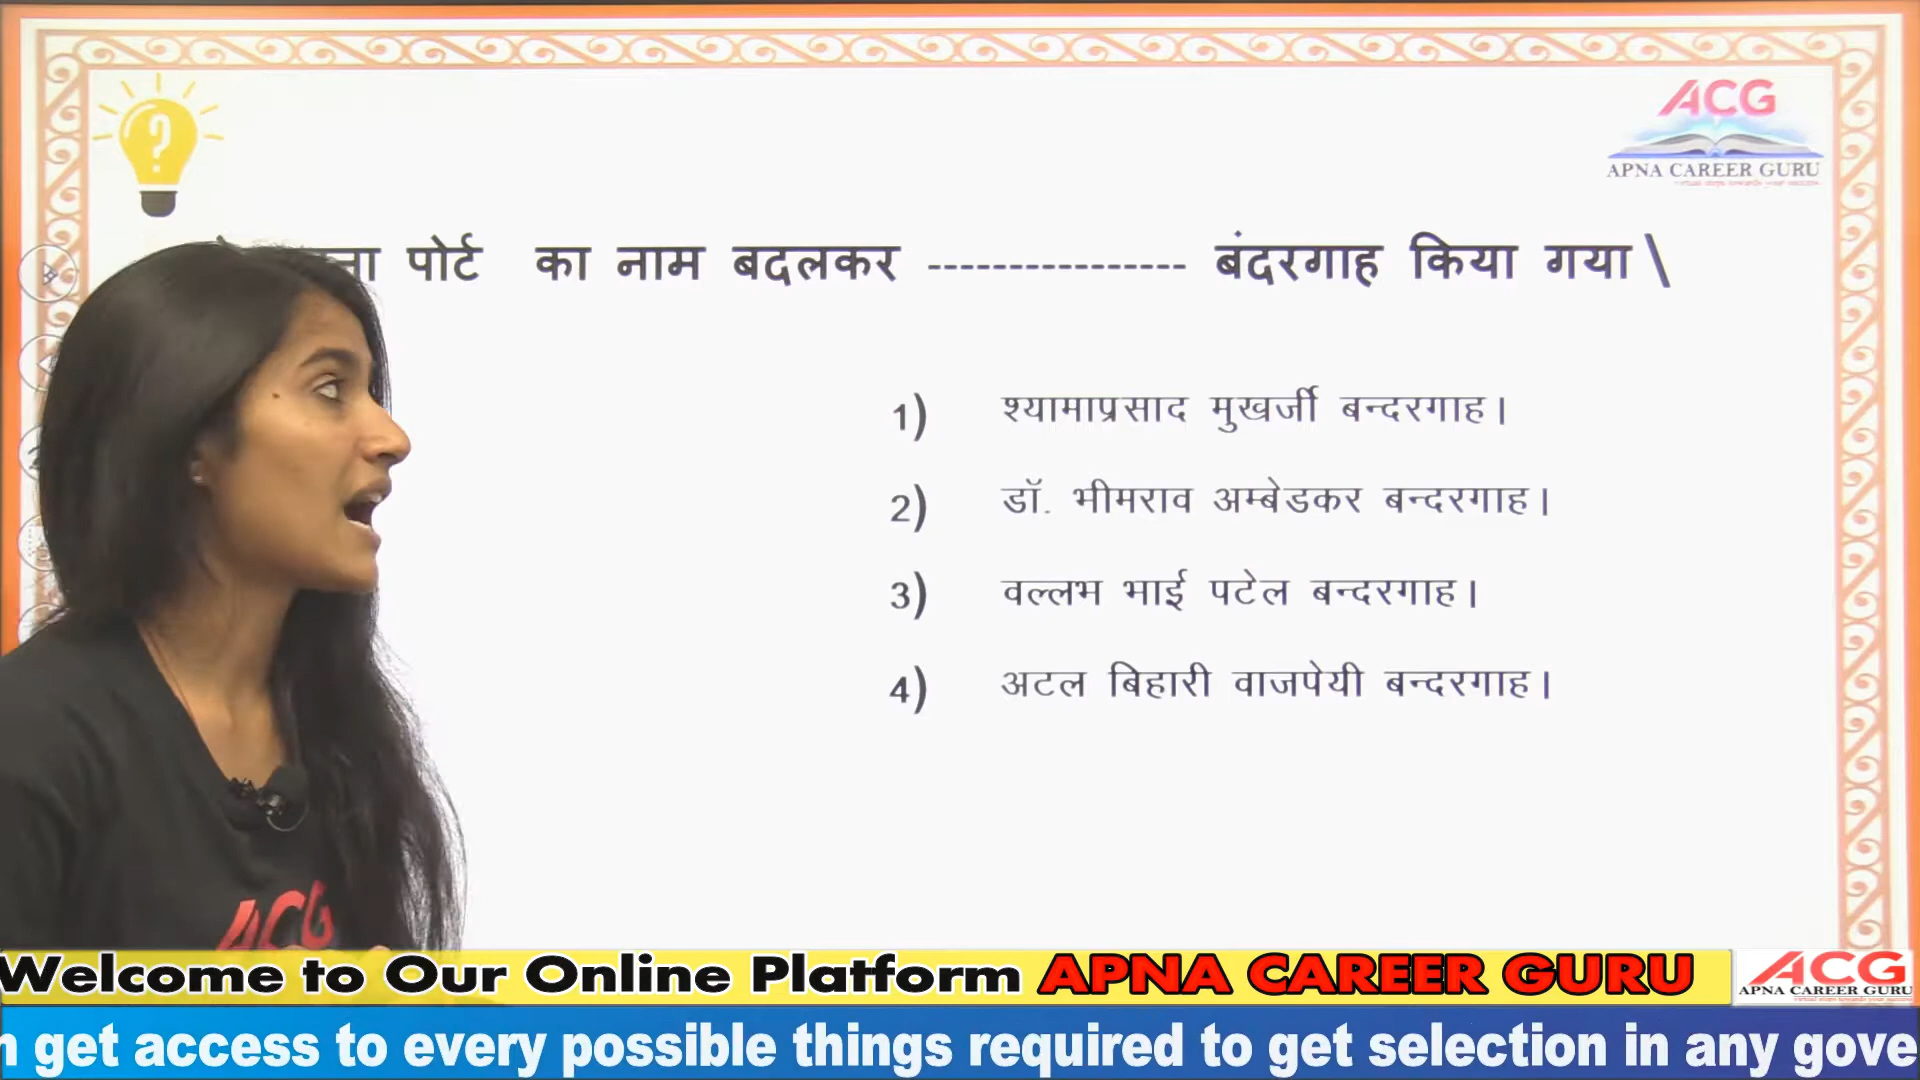 ACG
APNA CAREER GURU
पोर्ट का नाम बदलकर ---------------- बंदरगाह किया गया \
1) श्यामाप्रसाद मुखर्जी बन्दरगाह।
2) डॉ. भीमराव अम्बेडकर बन्दरगाह।
3) वल्लभ भाई पटेल बन्दरगाह।
4) अटल बिहारी वाजपेयी बन्दरगाह।
ACG
Welcome to Our Online Platform APNA CAREER GURU
ACG
APNA CAREER GURU
n get access to every possible things required to get selection in any gove